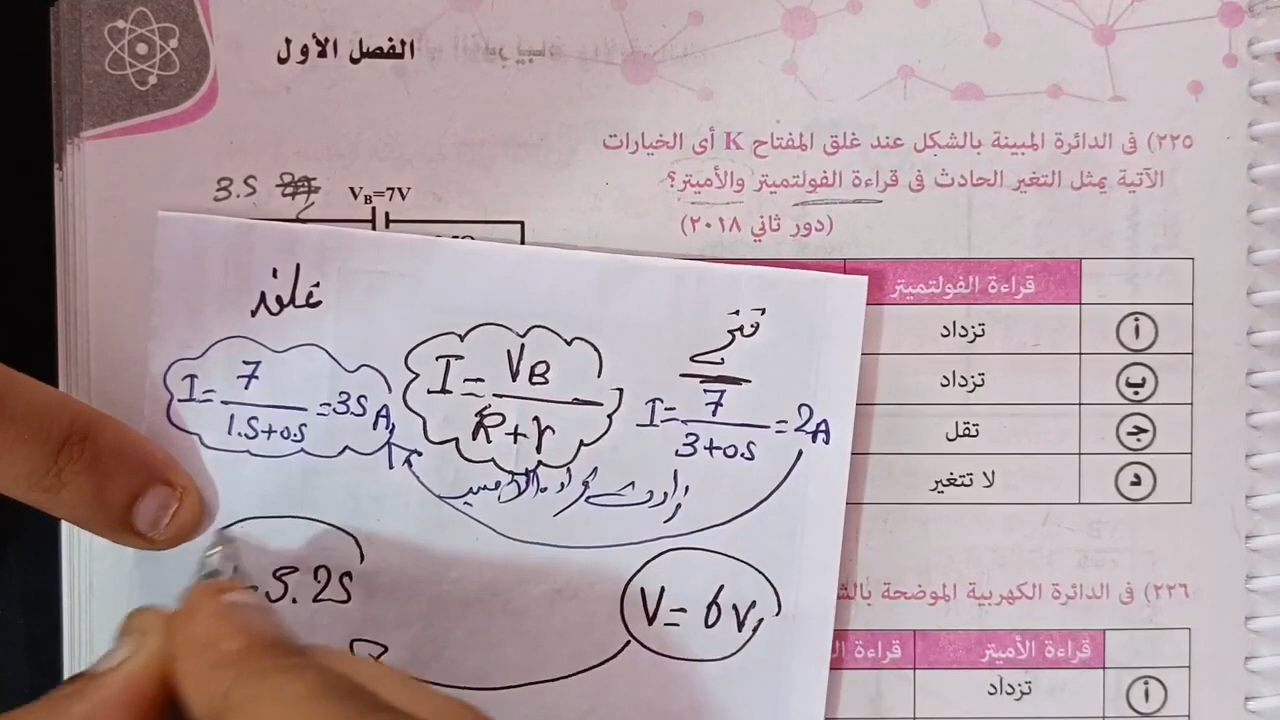 الفصل الأول
٢٢٥) فى الدائرة المبينة بالشكل عند غلق المفتاح K أى الخيارات
الآتية يمثل التغير الحادث فى قراءة الفولتميتر والأميتر؟
(دور ثاني ٢٠١٨)
3.5
V_B=7V
قراءة الفولتميتر
أ تزداد
ب تزداد
جـ تقل
د لا تتغير
فتح
I = 7 / 3+0.5 = 2A
I = V_B / R+r
غلق
I = 7 / 1.5+0.5 = 3.5 A
زادت قراءة الأميتر
V = 6V
5.25
٢٢٦) فى الدائرة الكهربية الموضحة
قراءة الأميتر
قراءة
أ تزداد